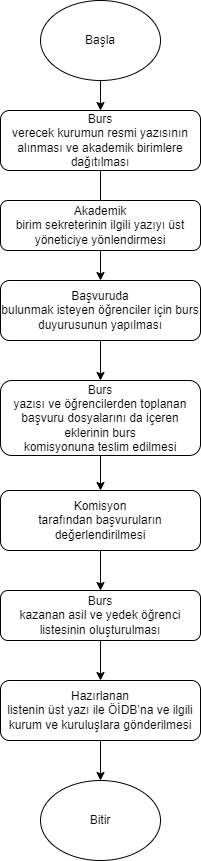 Başla
Burs
verecek kurumun resmi yazısının
alınması ve akademik birimlere
dağıtılması
Akademik
birim sekreterinin ilgili yazıyı üst
yöneticiye yönlendirmesi
Başvuruda
bulunmak isteyen öğrenciler için burs
duyurusunun yapılması
Burs
yazısı ve öğrencilerden toplanan
başvuru dosyalarını da içeren
eklerinin burs
komisyonuna teslim edilmesi
Komisyon
tarafından başvuruların
değerlendirilmesi
Burs
kazanan asil ve yedek öğrenci
listesinin oluşturulması
Hazırlanan
listenin üst yazı ile ÖİDB’na ve ilgili
kurum ve kuruluşlara gönderilmesi
Bitir